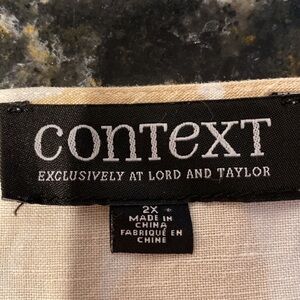 context
EXCLUSIVELY AT LORD AND TAYLOR
2X
MADE IN
CHINA
FABRIQUÉ EN
CHINE